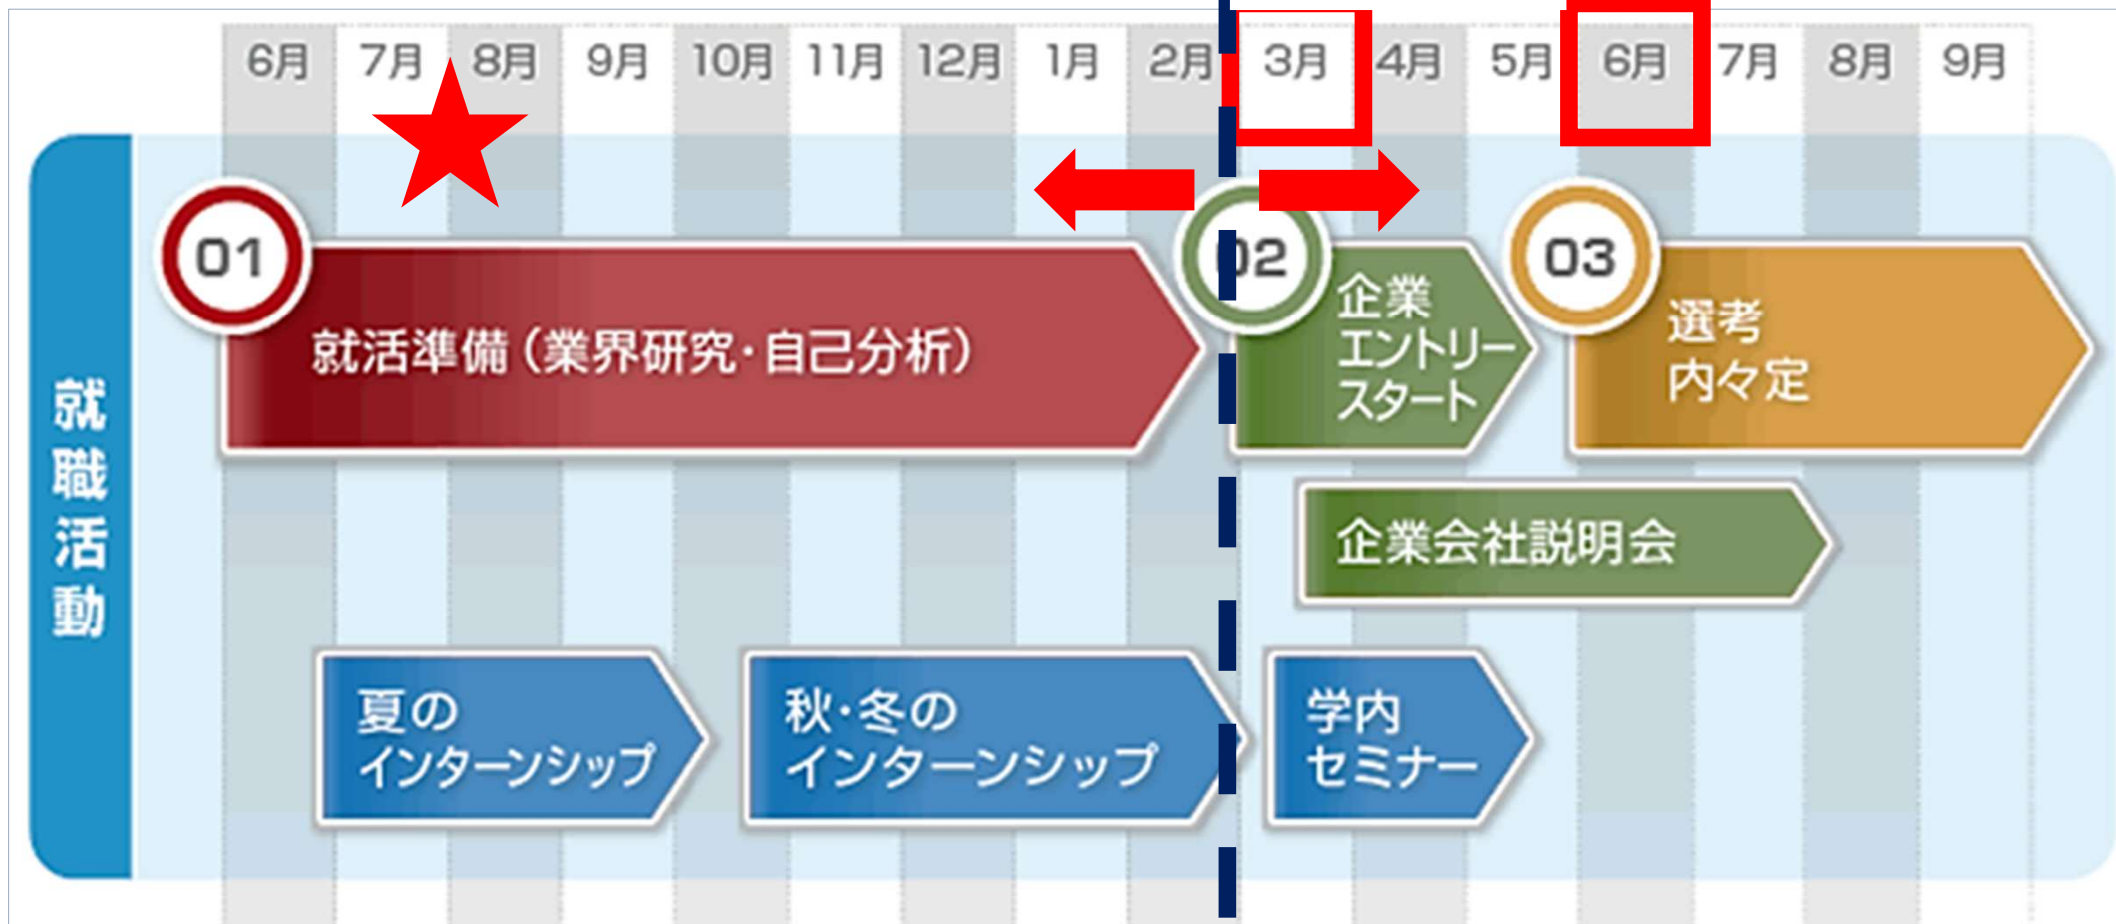 6月 7月 8月 9月 10月 11月 12月 1月 2月 3月 4月 5月 6月 7月 8月 9月
就職活動
01
就活準備（業界研究・自己分析）
02
企業
エントリー
スタート
03
選考
内々定
企業会社説明会
夏の
インターンシップ
秋・冬の
インターンシップ
学内
セミナー